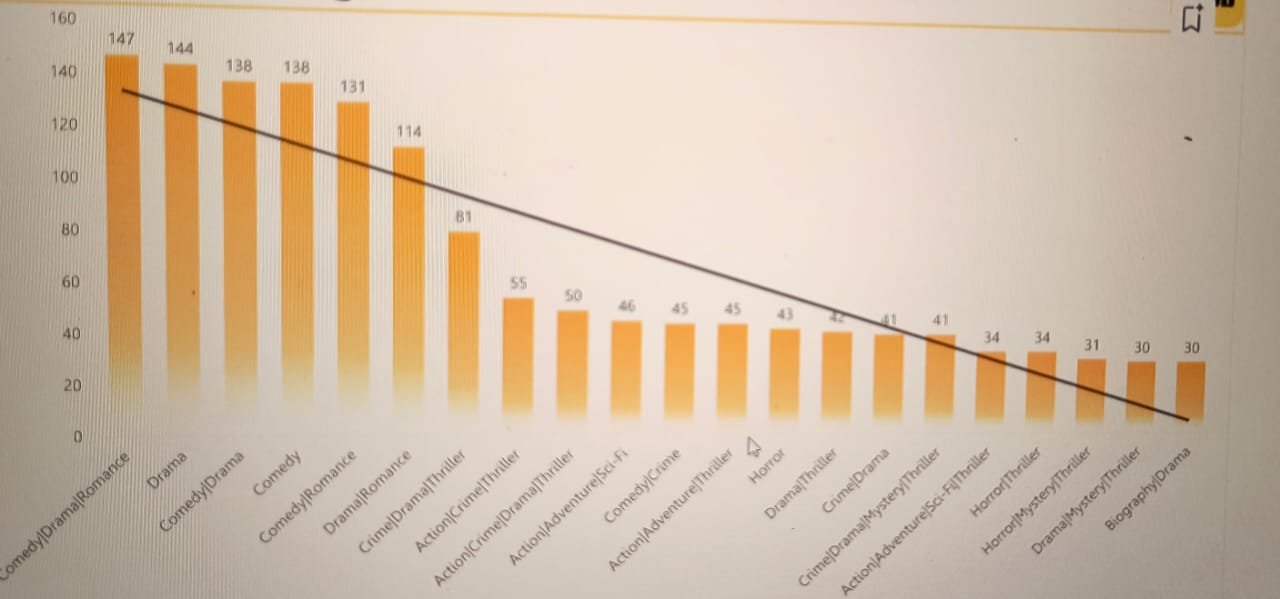 160
140
120
100
80
60
40
20
0
147
144
138
138
131
114
81
55
50
46
45
45
43
42
41
41
34
34
31
30
30
Comedy|Drama|Romance
Drama
Comedy|Drama
Comedy
Comedy|Romance
Drama|Romance
Crime|Drama|Thriller
Action|Crime|Thriller
Action|Crime|Drama|Thriller
Action|Adventure|Sci-Fi
Comedy|Crime
Action|Adventure|Thriller
Horror
Drama|Thriller
Crime|Drama
Crime|Drama|Mystery|Thriller
Action|Adventure|Sci-Fi|Thriller
Horror|Thriller
Horror|Mystery|Thriller
Drama|Mystery|Thriller
Biography|Drama